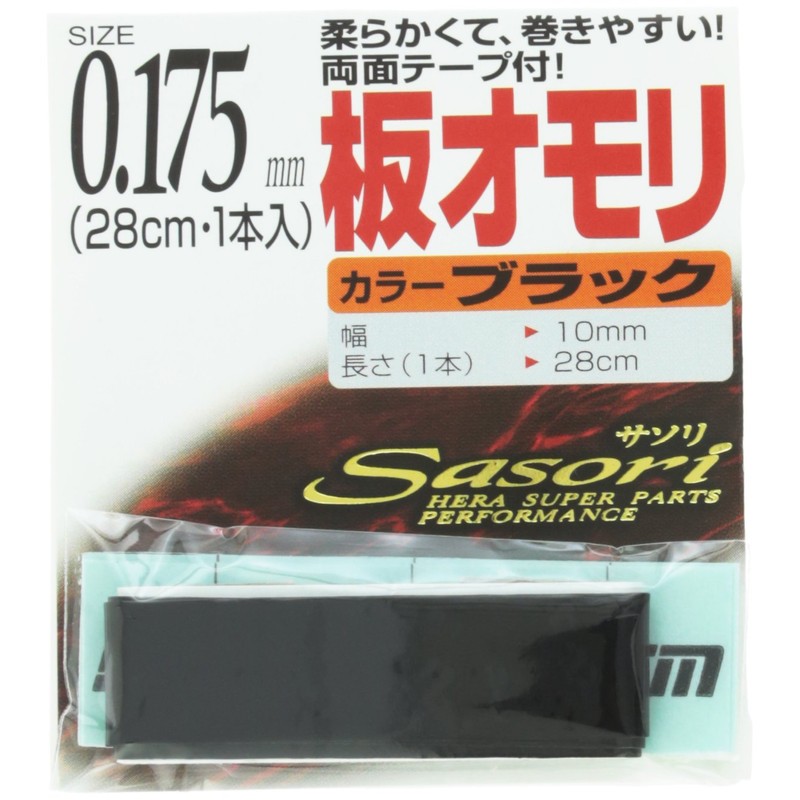 SIZE
0.175mm
(28cm・1本入)
柔らかくて、巻きやすい!
両面テープ付!
板オモリ
カラーブラック
幅 ▶ 10mm
長さ(1本) ▶ 28cm
サソリ
Sasori
HERA SUPER PARTS
PERFORMANCE